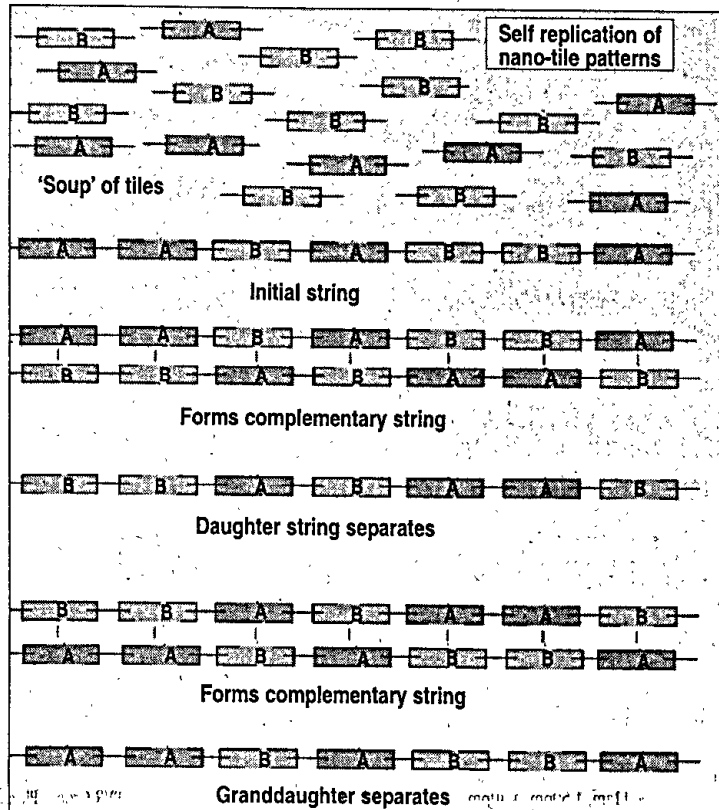 Self replication of
nano-tile patterns
B A B B
A B B
B B B A
A A A A B
'Soup' of tiles
B B A
A A B A B B A
Initial string
A A B A B B A
B B A B A A B
Forms complementary string
B B A B A A B
Daughter string separates
B B A B A A B
A A B A B B A
Forms complementary string
A A B A B B A
Granddaughter separates